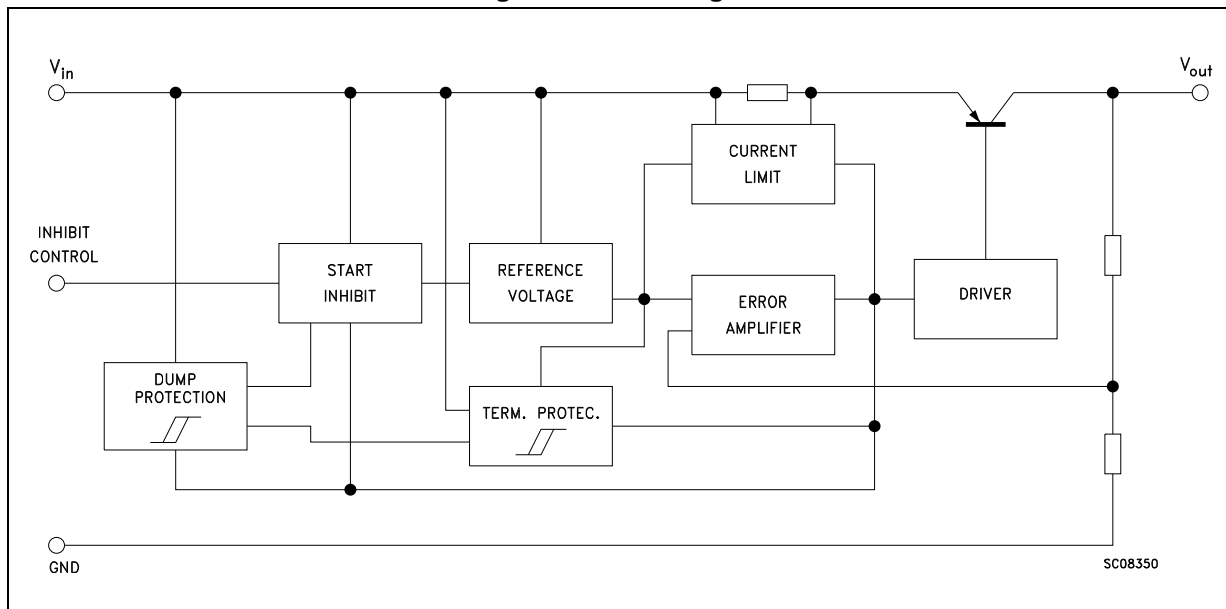 V_in
V_out
CURRENT
LIMIT
INHIBIT
CONTROL
START
INHIBIT
REFERENCE
VOLTAGE
ERROR
AMPLIFIER
DRIVER
DUMP
PROTECTION
TERM. PROTEC.
GND
SC08350